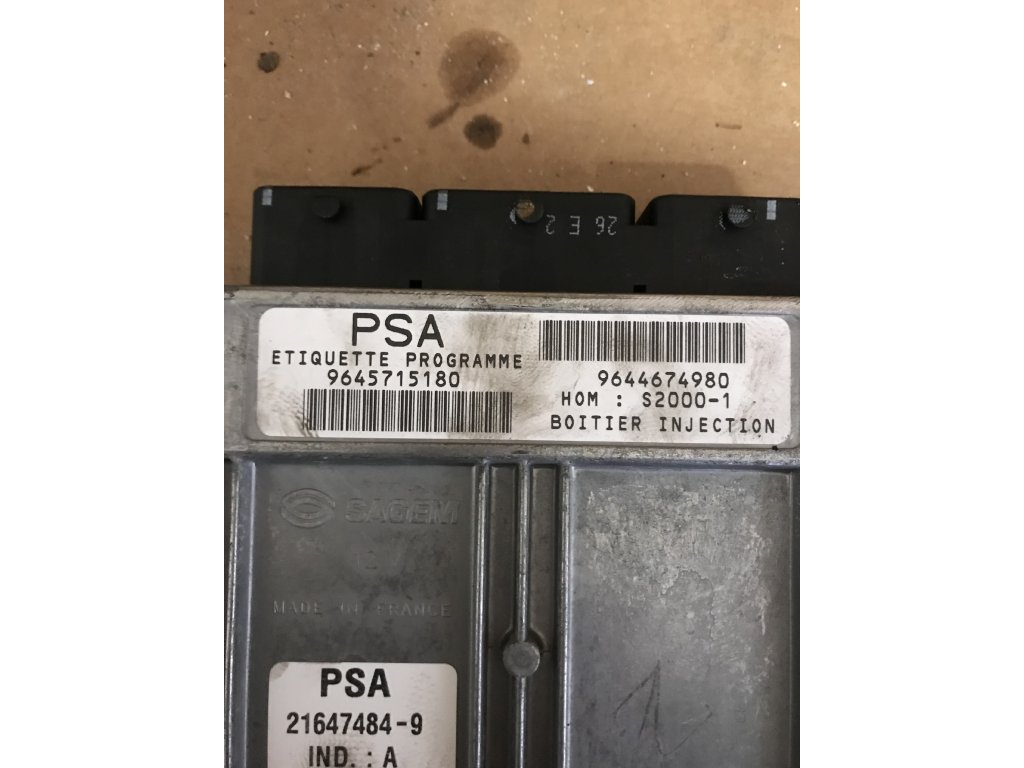 26 E 2
PSA
ETIQUETTE PROGRAMME
9645715180
9644674980
HOM : S2000-1
BOITIER INJECTION
SAGEM
MADE IN FRANCE
PSA
21647484-9
IND. : A